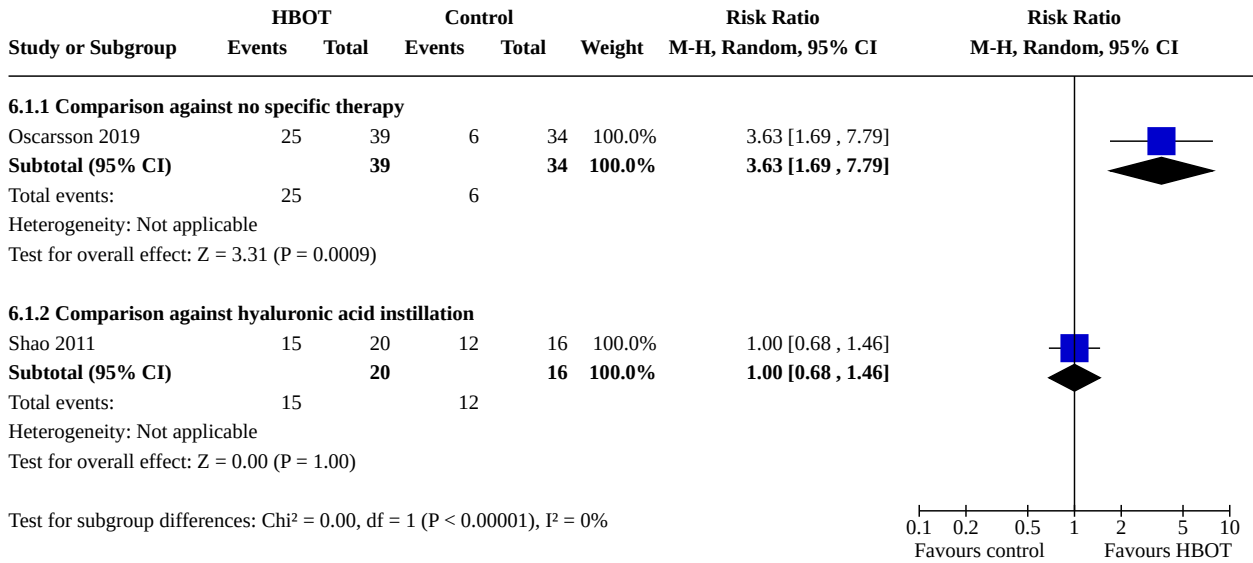 HBOT Control Risk Ratio Risk Ratio
Study or Subgroup Events Total Events Total Weight M-H, Random, 95% CI M-H, Random, 95% CI
6.1.1 Comparison against no specific therapy
Oscarsson 2019 25 39 6 34 100.0% 3.63 [1.69 , 7.79]
Subtotal (95% CI) 39 34 100.0% 3.63 [1.69 , 7.79]
Total events: 25 6
Heterogeneity: Not applicable
Test for overall effect: Z = 3.31 (P = 0.0009)
6.1.2 Comparison against hyaluronic acid instillation
Shao 2011 15 20 12 16 100.0% 1.00 [0.68 , 1.46]
Subtotal (95% CI) 20 16 100.0% 1.00 [0.68 , 1.46]
Total events: 15 12
Heterogeneity: Not applicable
Test for overall effect: Z = 0.00 (P = 1.00)
Test for subgroup differences: Chi² = 0.00, df = 1 (P < 0.00001), I² = 0%
0.1 0.2 0.5 1 2 5 10
Favours control Favours HBOT